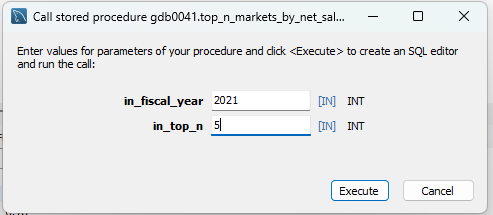 Call stored procedure gdb0041.top_n_markets_by_net_sal...
Enter values for parameters of your procedure and click <Execute> to create an SQL editor
and run the call:
in_fiscal_year 2021 [IN] INT
in_top_n 5 [IN] INT
Execute Cancel